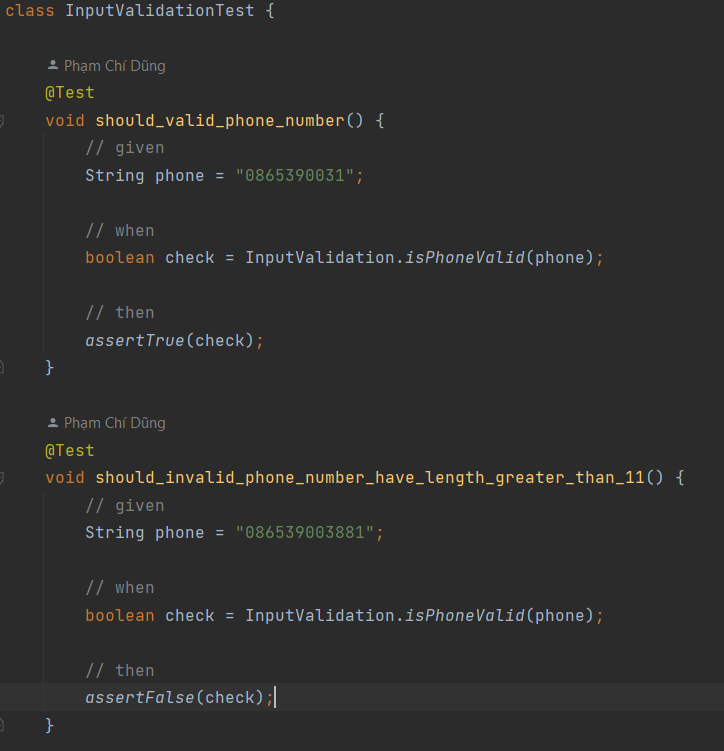 class InputValidationTest {
Phạm Chí Dũng
@Test
void should_valid_phone_number() {
// given
String phone = "0865390031";
// when
boolean check = InputValidation.isPhoneValid(phone);
// then
assertTrue(check);
}
Phạm Chí Dũng
@Test
void should_invalid_phone_number_have_length_greater_than_11() {
// given
String phone = "086539003881";
// when
boolean check = InputValidation.isPhoneValid(phone);
// then
assertFalse(check);
}